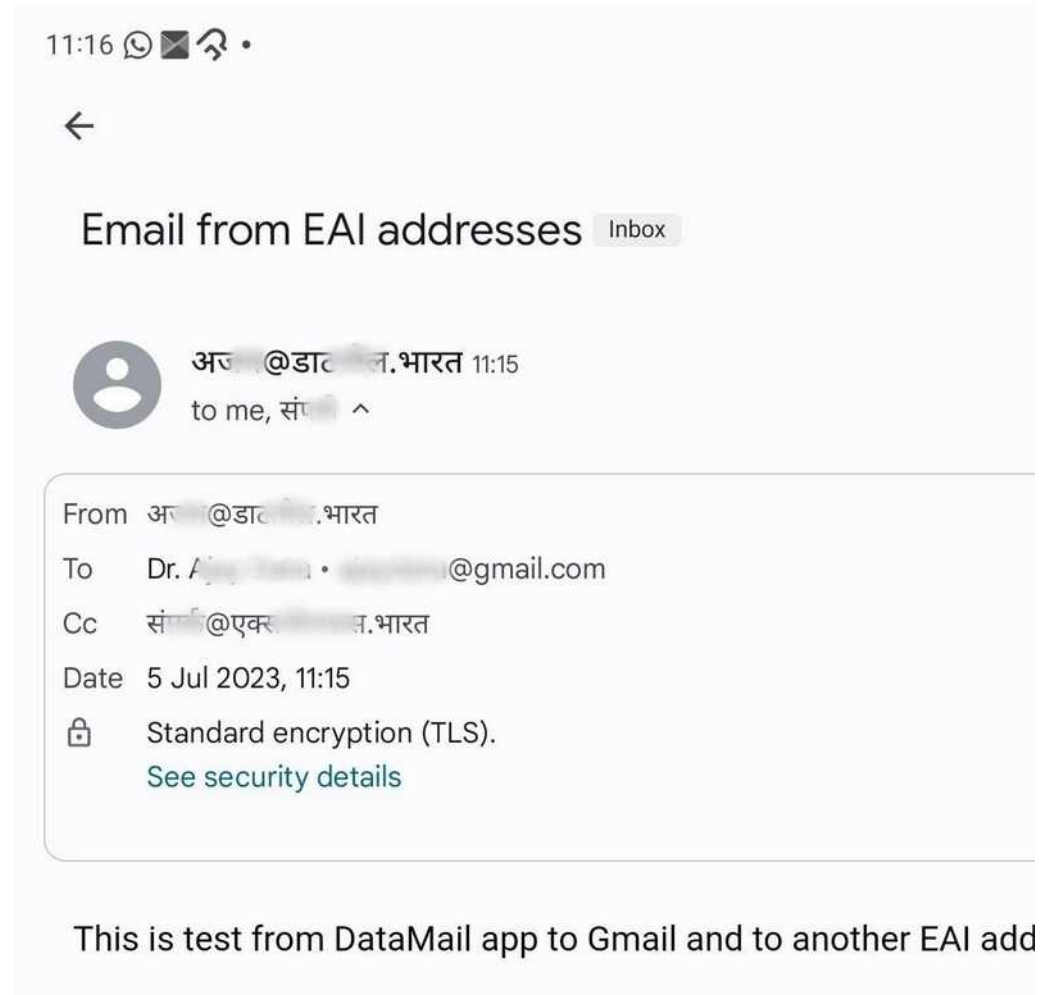 11:16
Email from EAI addresses Inbox
.भारत 11:15
to me,
From .भारत
To Dr. @gmail.com
Cc .भारत
Date 5 Jul 2023, 11:15
Standard encryption (TLS).
See security details
This is test from DataMail app to Gmail and to another EAI